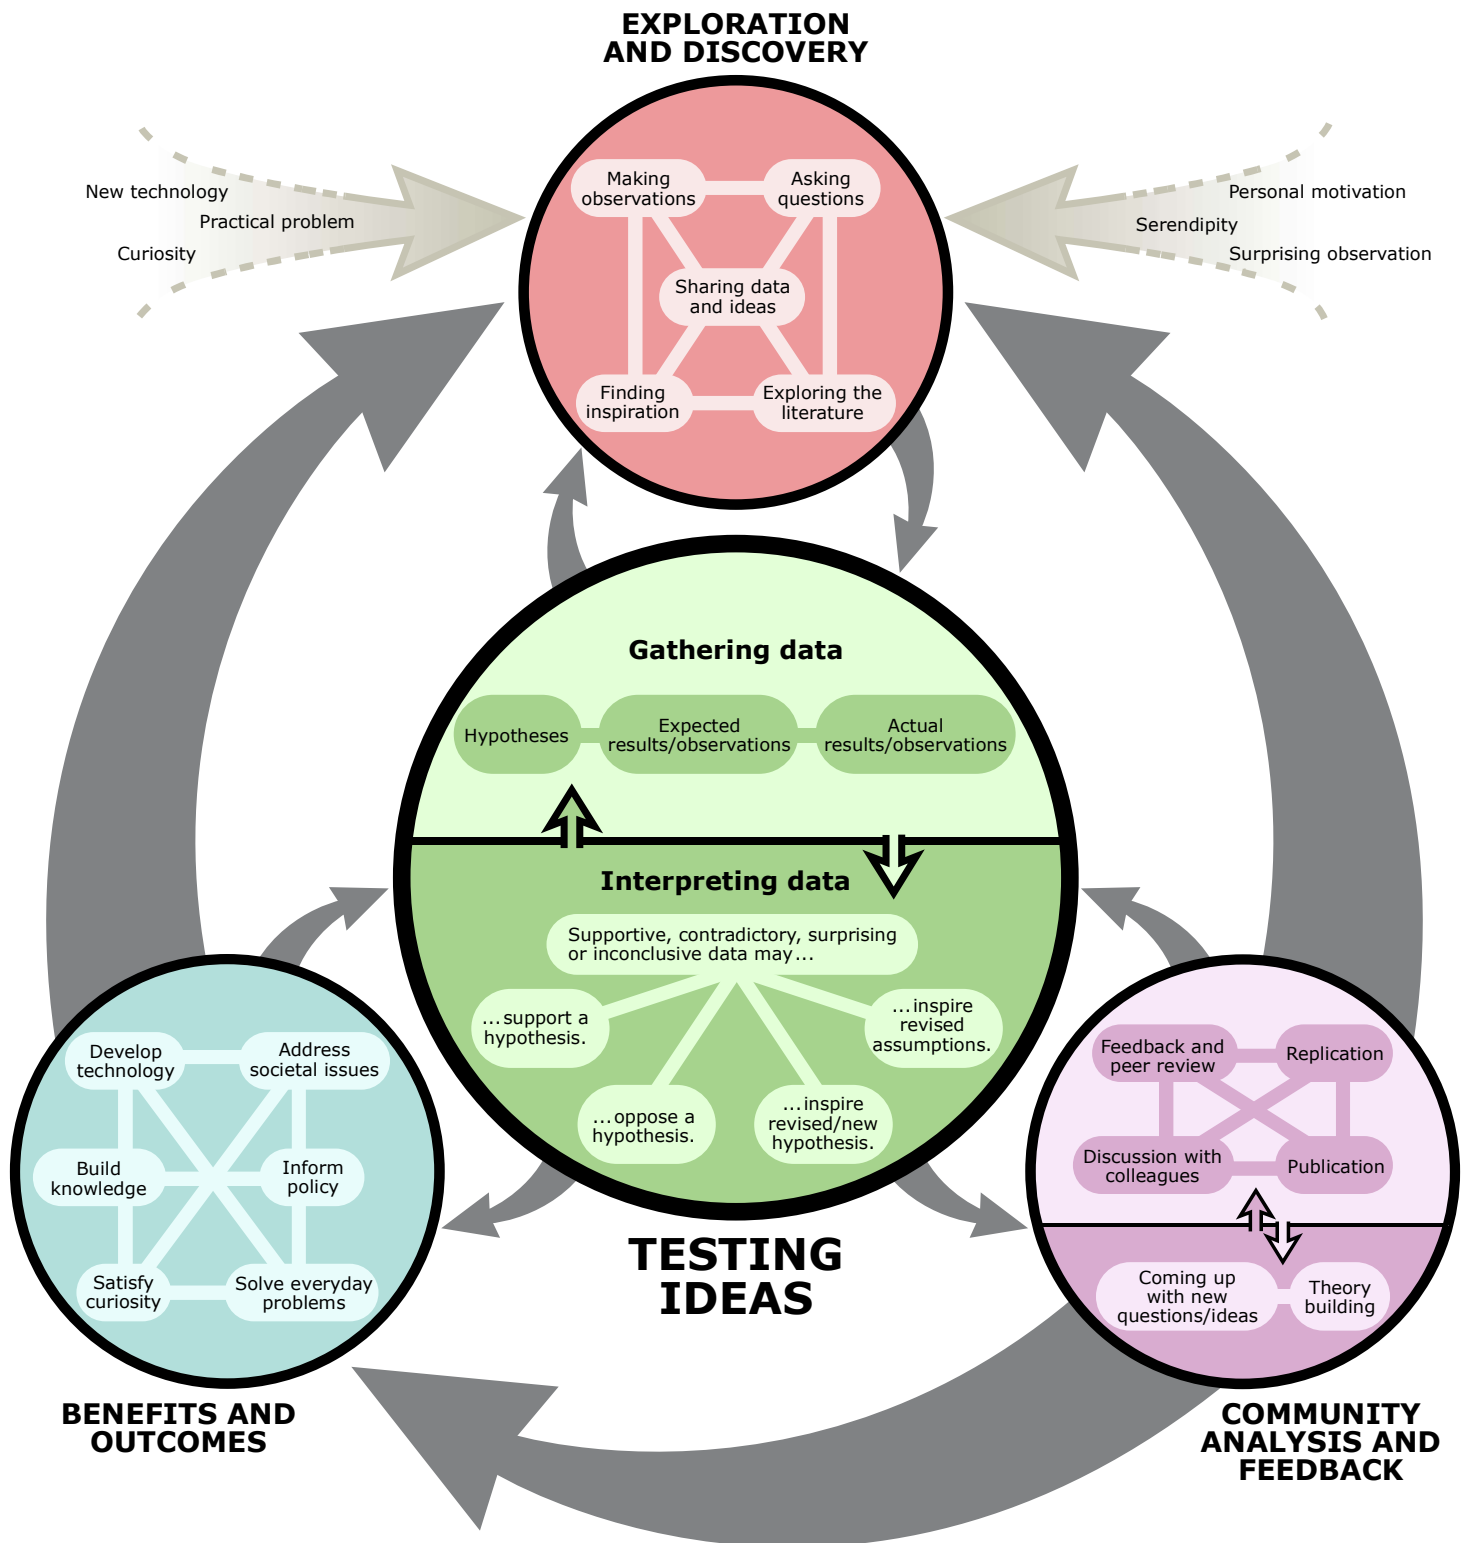 EXPLORATION
AND DISCOVERY
New technology
Practical problem
Curiosity
Personal motivation
Serendipity
Surprising observation
Making
observations
Asking
questions
Sharing data
and ideas
Finding
inspiration
Exploring the
literature
Gathering data
Hypotheses
Expected
results/observations
Actual
results/observations
Interpreting data
Supportive, contradictory, surprising
or inconclusive data may...
...support a
hypothesis.
...oppose a
hypothesis.
...inspire
revised/new
hypothesis.
...inspire
revised
assumptions.
TESTING
IDEAS
Develop
technology
Address
societal issues
Build
knowledge
Inform
policy
Satisfy
curiosity
Solve everyday
problems
BENEFITS AND
OUTCOMES
Feedback and
peer review
Replication
Discussion with
colleagues
Publication
Coming up
with new
questions/ideas
Theory
building
COMMUNITY
ANALYSIS AND
FEEDBACK